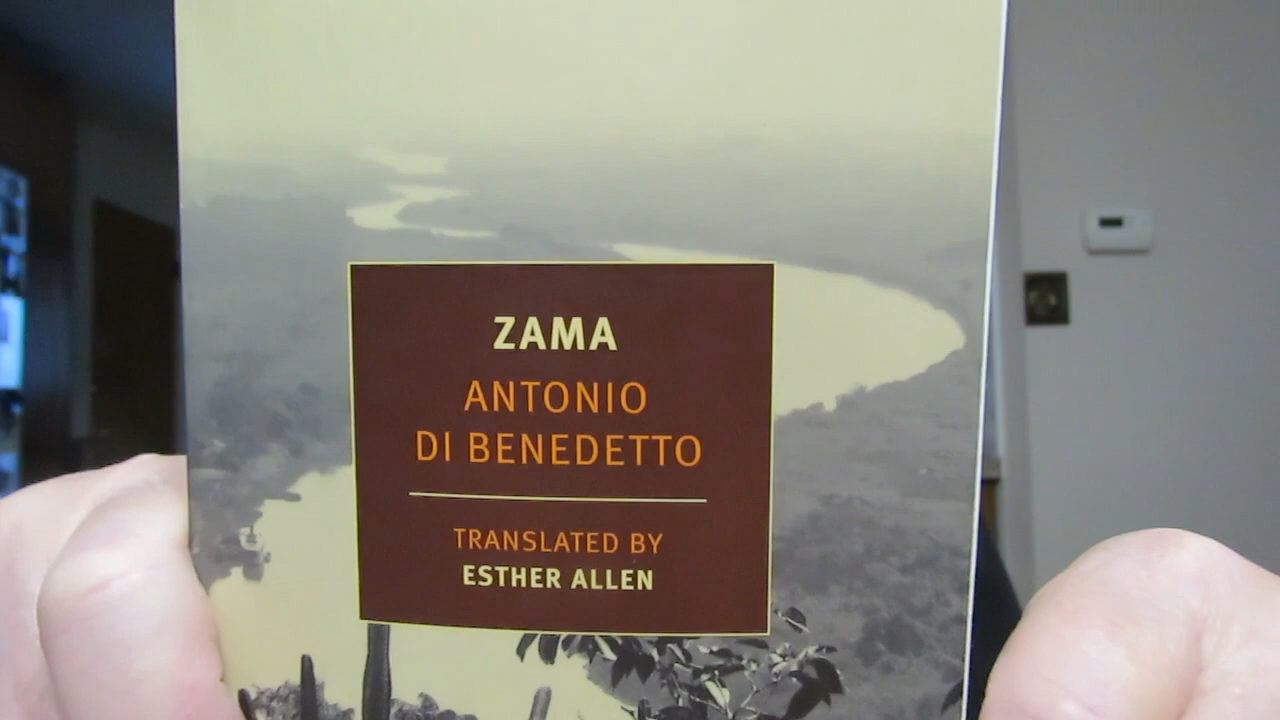 ZAMA
ANTONIO
DI BENEDETTO
TRANSLATED BY
ESTHER ALLEN